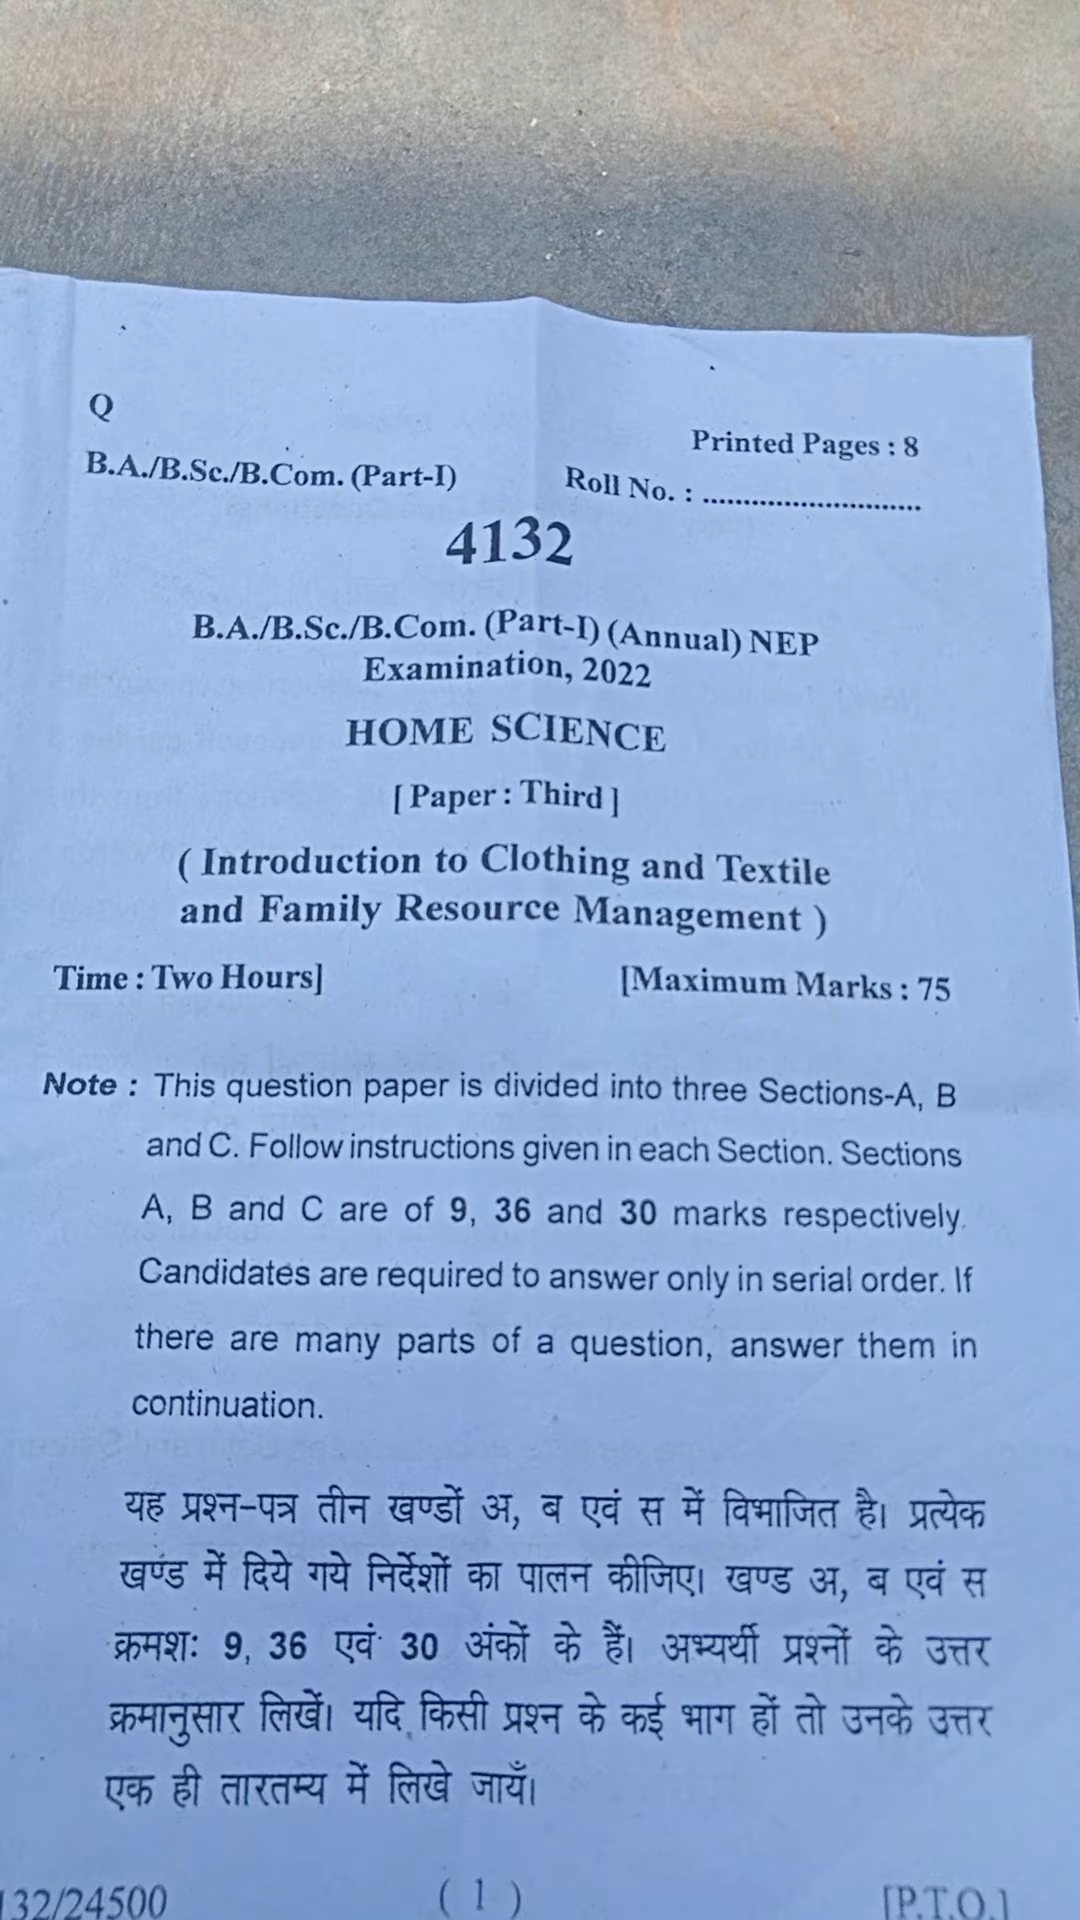 Q
Printed Pages : 8
B.A./B.Sc./B.Com. (Part-I)
Roll No. : ............................
4132
B.A./B.Sc./B.Com. (Part-I) (Annual) NEP
Examination, 2022
HOME SCIENCE
[ Paper : Third ]
( Introduction to Clothing and Textile
and Family Resource Management )
Time : Two Hours]
[Maximum Marks : 75
Note : This question paper is divided into three Sections-A, B
and C. Follow instructions given in each Section. Sections
A, B and C are of 9, 36 and 30 marks respectively.
Candidates are required to answer only in serial order. If
there are many parts of a question, answer them in
continuation.
यह प्रश्न-पत्र तीन खण्डों अ, ब एवं स में विभाजित है। प्रत्येक
खण्ड में दिये गये निर्देशों का पालन कीजिए। खण्ड अ, ब एवं स
क्रमशः 9, 36 एवं 30 अंकों के हैं। अभ्यर्थी प्रश्नों के उत्तर
क्रमानुसार लिखें। यदि किसी प्रश्न के कई भाग हों तो उनके उत्तर
एक ही तारतम्य में लिखे जायँ।
132/24500
( 1 )
[P.T.O.]